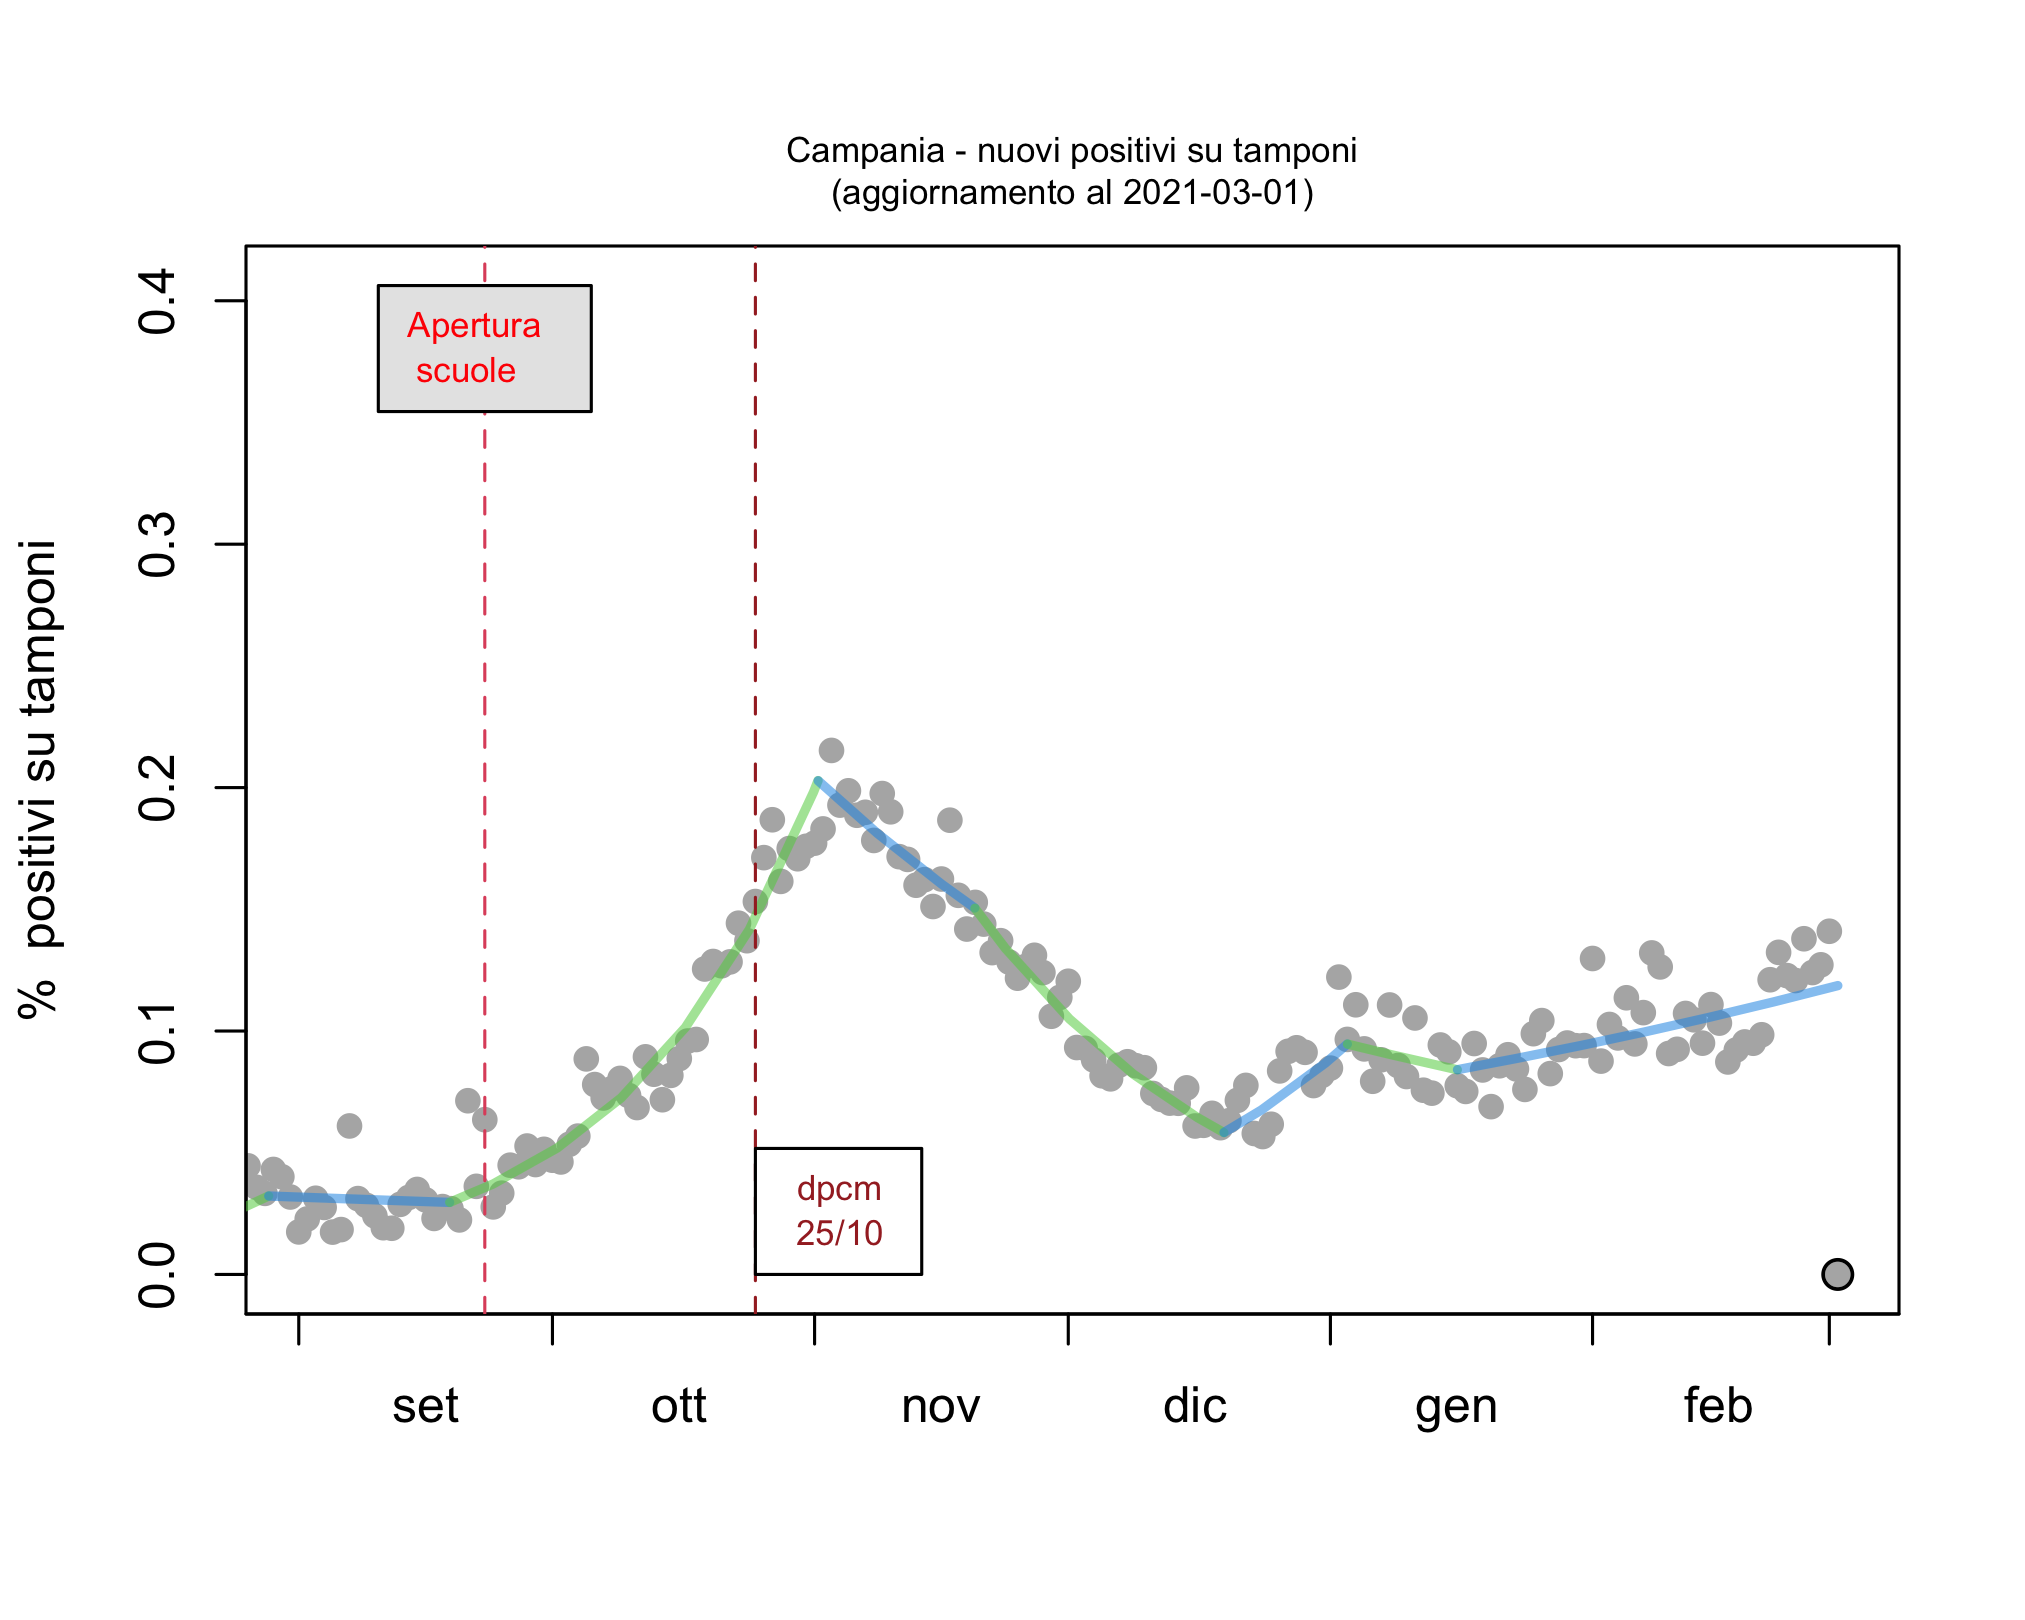 Campania - nuovi positivi su tamponi
(aggiornamento al 2021-03-01)
% positivi su tamponi
0.4
0.3
0.2
0.1
0.0
Apertura
scuole
dpcm
25/10
set ott nov dic gen feb